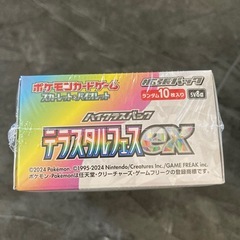 ポケモンカードゲーム
スカーレット&バイオレット
拡張パック
ランダム10枚入り
sv8a
ハイクラスパック
テラスタルフェスex
©2024 Pokémon. ©1995-2024 Nintendo/Creatures Inc./GAME FREAK inc.
ポケモン・Pokémonは任天堂・クリーチャーズ・ゲームフリークの登録商標です。